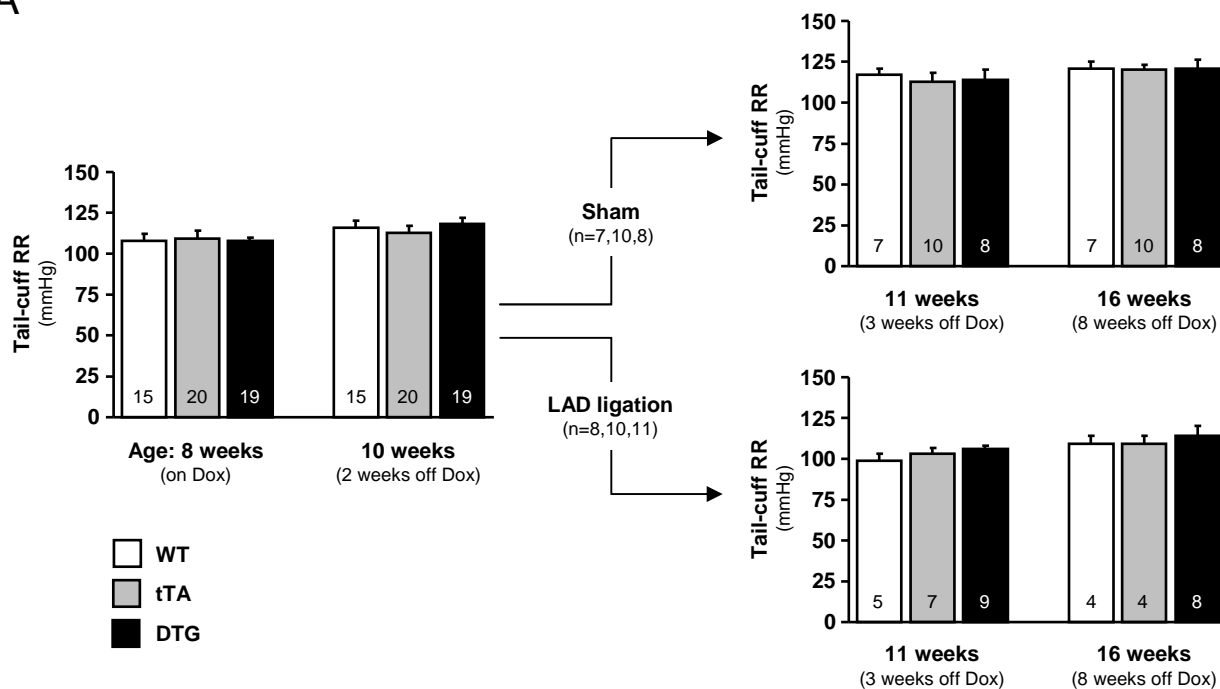 A
150
125
100
75
50
25
0
Tail-cuff RR
(mmHg)
15
20
19
15
20
19
Age: 8 weeks
(on Dox)
10 weeks
(2 weeks off Dox)
WT
tTA
DTG
Sham
(n=7,10,8)
LAD ligation
(n=8,10,11)
150
125
100
75
50
25
0
Tail-cuff RR
(mmHg)
7
10
8
7
10
8
11 weeks
(3 weeks off Dox)
16 weeks
(8 weeks off Dox)
150
125
100
75
50
25
0
Tail-cuff RR
(mmHg)
5
7
9
4
4
8
11 weeks
(3 weeks off Dox)
16 weeks
(8 weeks off Dox)